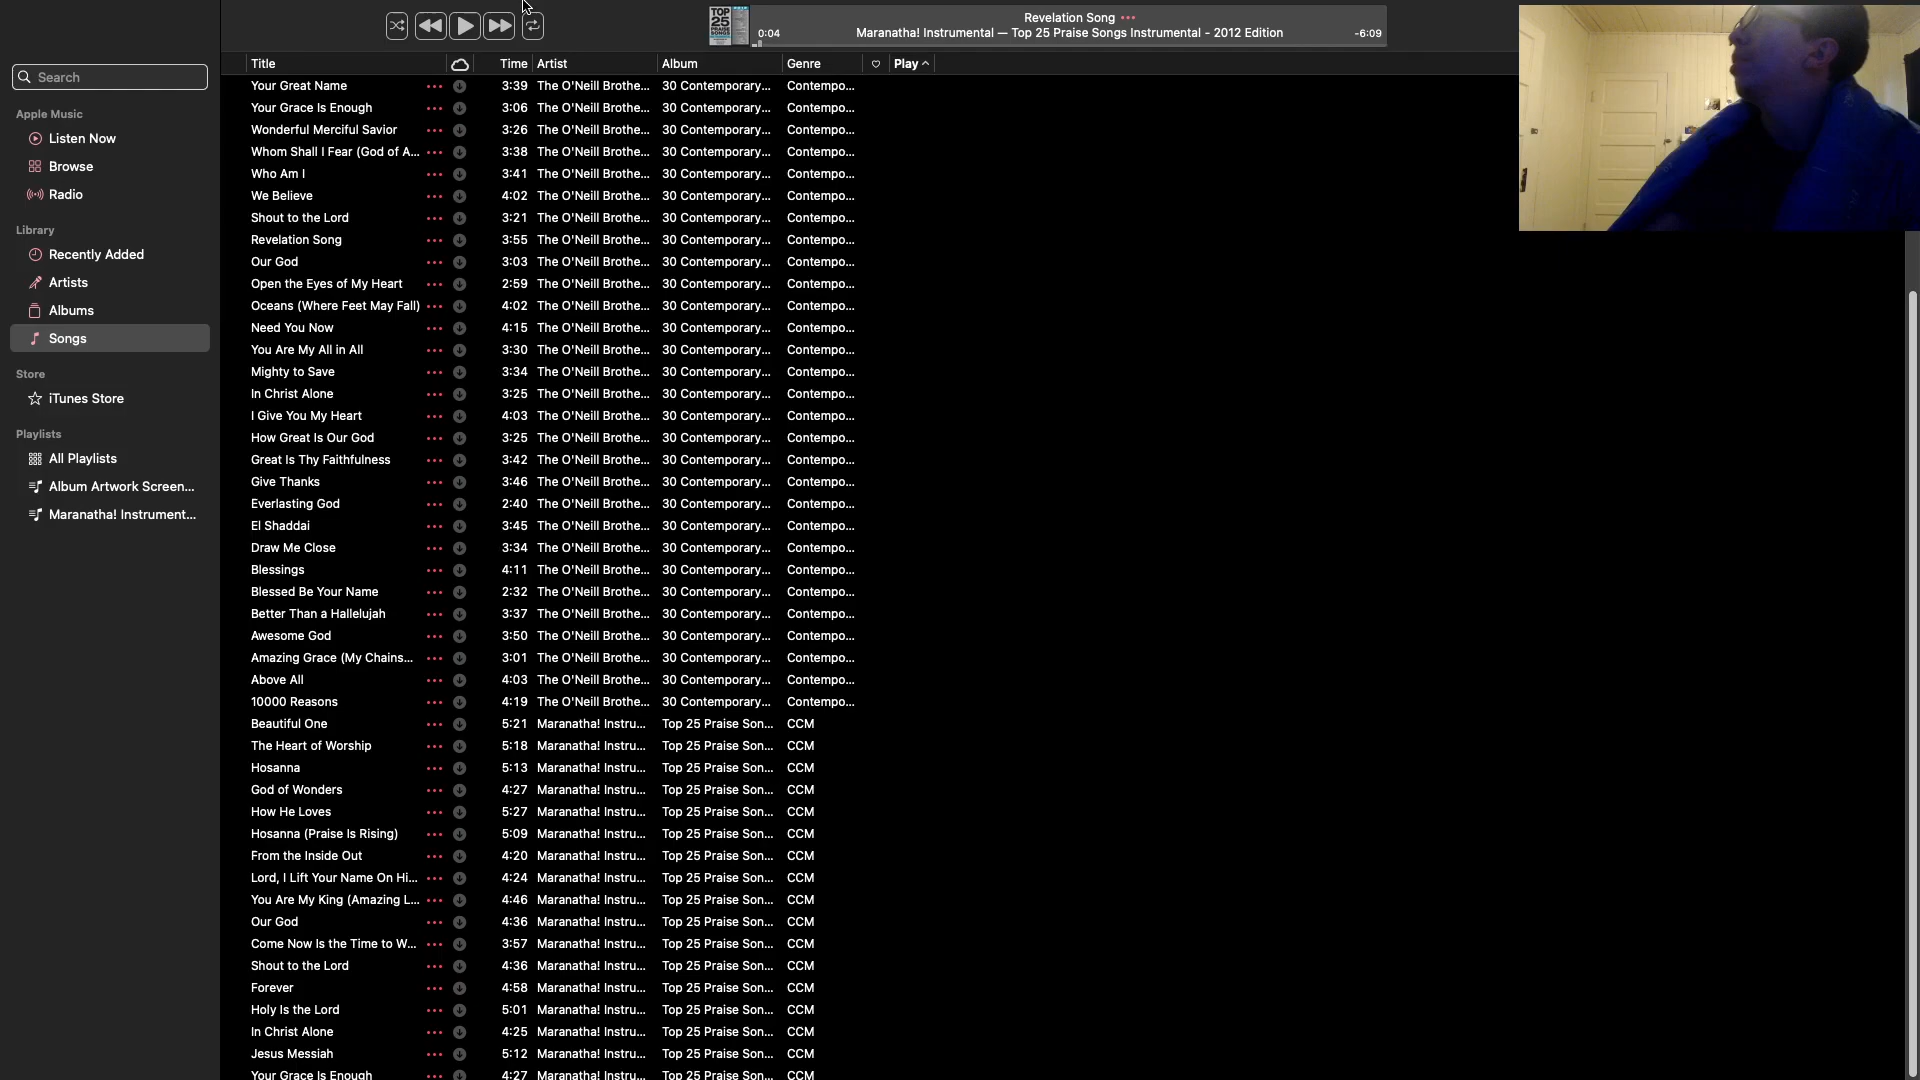 TOP 25 PRAISE SONGS
Revelation Song
0:04 Maranatha! Instrumental — Top 25 Praise Songs Instrumental - 2012 Edition -6:09
Search
Apple Music
Listen Now
Browse
Radio
Library
Recently Added
Artists
Albums
Songs
Store
iTunes Store
Playlists
All Playlists
Album Artwork Screen...
Maranatha! Instrument...
Title Time Artist Album Genre Play
Your Great Name 3:39 The O'Neill Brothe... 30 Contemporary... Contempo...
Your Grace Is Enough 3:06 The O'Neill Brothe... 30 Contemporary... Contempo...
Wonderful Merciful Savior 3:26 The O'Neill Brothe... 30 Contemporary... Contempo...
Whom Shall I Fear (God of A... 3:38 The O'Neill Brothe... 30 Contemporary... Contempo...
Who Am I 3:41 The O'Neill Brothe... 30 Contemporary... Contempo...
We Believe 4:02 The O'Neill Brothe... 30 Contemporary... Contempo...
Shout to the Lord 3:21 The O'Neill Brothe... 30 Contemporary... Contempo...
Revelation Song 3:55 The O'Neill Brothe... 30 Contemporary... Contempo...
Our God 3:03 The O'Neill Brothe... 30 Contemporary... Contempo...
Open the Eyes of My Heart 2:59 The O'Neill Brothe... 30 Contemporary... Contempo...
Oceans (Where Feet May Fall) 4:02 The O'Neill Brothe... 30 Contemporary... Contempo...
Need You Now 4:15 The O'Neill Brothe... 30 Contemporary... Contempo...
You Are My All in All 3:30 The O'Neill Brothe... 30 Contemporary... Contempo...
Mighty to Save 3:34 The O'Neill Brothe... 30 Contemporary... Contempo...
In Christ Alone 3:25 The O'Neill Brothe... 30 Contemporary... Contempo...
I Give You My Heart 4:03 The O'Neill Brothe... 30 Contemporary... Contempo...
How Great Is Our God 3:25 The O'Neill Brothe... 30 Contemporary... Contempo...
Great Is Thy Faithfulness 3:42 The O'Neill Brothe... 30 Contemporary... Contempo...
Give Thanks 3:46 The O'Neill Brothe... 30 Contemporary... Contempo...
Everlasting God 2:40 The O'Neill Brothe... 30 Contemporary... Contempo...
El Shaddai 3:45 The O'Neill Brothe... 30 Contemporary... Contempo...
Draw Me Close 3:34 The O'Neill Brothe... 30 Contemporary... Contempo...
Blessings 4:11 The O'Neill Brothe... 30 Contemporary... Contempo...
Blessed Be Your Name 2:32 The O'Neill Brothe... 30 Contemporary... Contempo...
Better Than a Hallelujah 3:37 The O'Neill Brothe... 30 Contemporary... Contempo...
Awesome God 3:50 The O'Neill Brothe... 30 Contemporary... Contempo...
Amazing Grace (My Chains... 3:01 The O'Neill Brothe... 30 Contemporary... Contempo...
Above All 4:03 The O'Neill Brothe... 30 Contemporary... Contempo...
10000 Reasons 4:19 The O'Neill Brothe... 30 Contemporary... Contempo...
Beautiful One 5:21 Maranatha! Instru... Top 25 Praise Son... CCM
The Heart of Worship 5:18 Maranatha! Instru... Top 25 Praise Son... CCM
Hosanna 5:13 Maranatha! Instru... Top 25 Praise Son... CCM
God of Wonders 4:27 Maranatha! Instru... Top 25 Praise Son... CCM
How He Loves 5:27 Maranatha! Instru... Top 25 Praise Son... CCM
Hosanna (Praise Is Rising) 5:09 Maranatha! Instru... Top 25 Praise Son... CCM
From the Inside Out 4:20 Maranatha! Instru... Top 25 Praise Son... CCM
Lord, I Lift Your Name On Hi... 4:24 Maranatha! Instru... Top 25 Praise Son... CCM
You Are My King (Amazing L... 4:46 Maranatha! Instru... Top 25 Praise Son... CCM
Our God 4:36 Maranatha! Instru... Top 25 Praise Son... CCM
Come Now Is the Time to W... 3:57 Maranatha! Instru... Top 25 Praise Son... CCM
Shout to the Lord 4:36 Maranatha! Instru... Top 25 Praise Son... CCM
Forever 4:58 Maranatha! Instru... Top 25 Praise Son... CCM
Holy Is the Lord 5:01 Maranatha! Instru... Top 25 Praise Son... CCM
In Christ Alone 4:25 Maranatha! Instru... Top 25 Praise Son... CCM
Jesus Messiah 5:12 Maranatha! Instru... Top 25 Praise Son... CCM
Your Grace Is Enough 4:27 Maranatha! Instru... Top 25 Praise Son... CCM